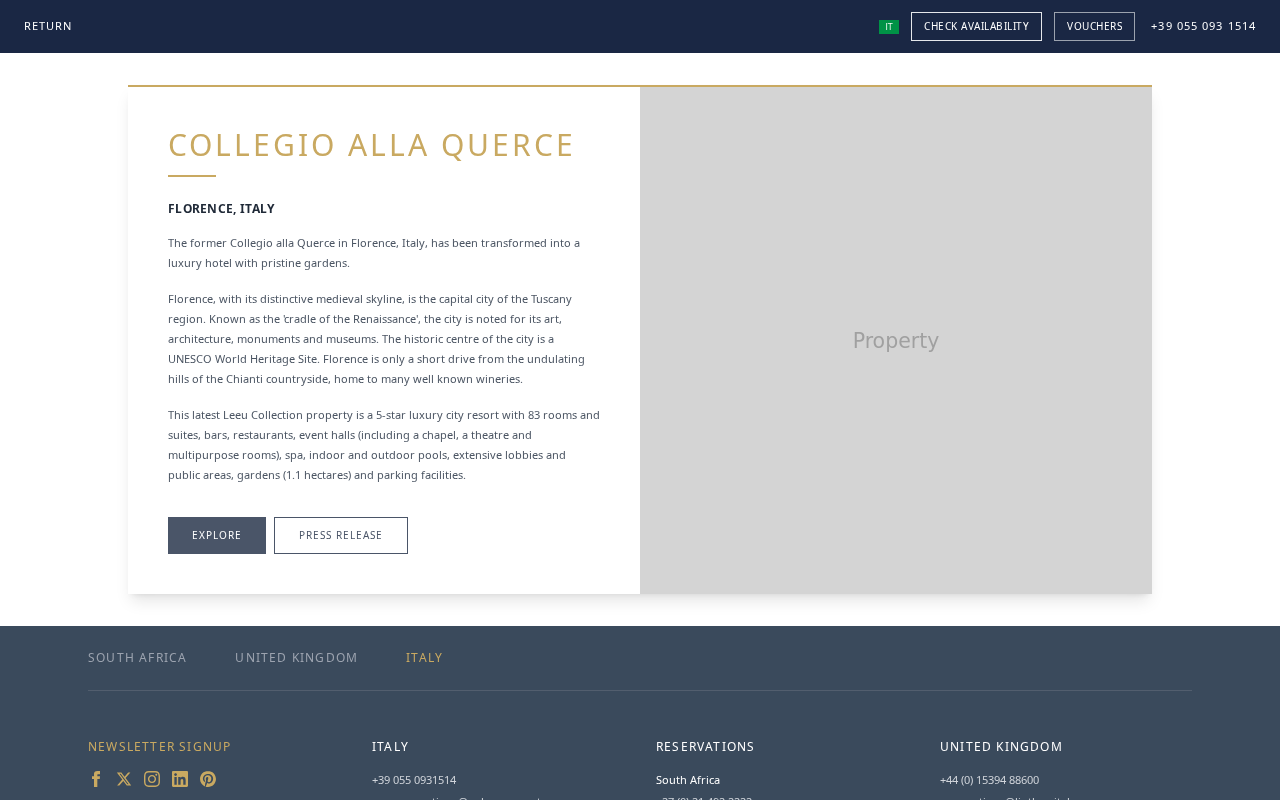 RETURN
IT
CHECK AVAILABILITY
VOUCHERS
+39 055 093 1514
COLLEGIO ALLA QUERCE
FLORENCE, ITALY
The former Collegio alla Querce in Florence, Italy, has been transformed into a
luxury hotel with pristine gardens.
Florence, with its distinctive medieval skyline, is the capital city of the Tuscany
region. Known as the 'cradle of the Renaissance', the city is noted for its art,
architecture, monuments and museums. The historic centre of the city is a
UNESCO World Heritage Site. Florence is only a short drive from the undulating
hills of the Chianti countryside, home to many well known wineries.
This latest Leeu Collection property is a 5-star luxury city resort with 83 rooms and
suites, bars, restaurants, event halls (including a chapel, a theatre and
multipurpose rooms), spa, indoor and outdoor pools, extensive lobbies and
public areas, gardens (1.1 hectares) and parking facilities.
EXPLORE
PRESS RELEASE
Property
SOUTH AFRICA
UNITED KINGDOM
ITALY
NEWSLETTER SIGNUP
ITALY
+39 055 0931514
RESERVATIONS
South Africa
UNITED KINGDOM
+44 (0) 15394 88600